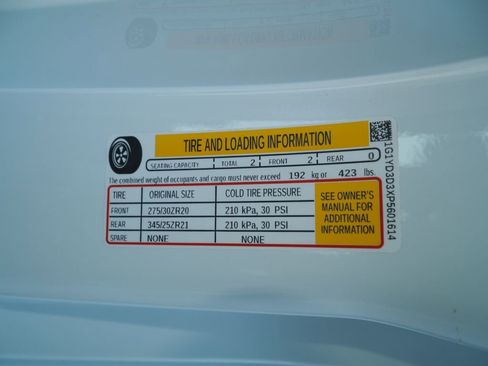 TIRE AND LOADING INFORMATION
SEATING CAPACITY TOTAL 2 FRONT 2 REAR 0
The combined weight of occupants and cargo must never exceed 192 kg or 423 lbs.
TIRE ORIGINAL SIZE COLD TIRE PRESSURE
FRONT 275/30ZR20 210 kPa, 30 PSI
REAR 345/25ZR21 210 kPa, 30 PSI
SPARE NONE NONE
SEE OWNER'S
MANUAL FOR
ADDITIONAL
INFORMATION
1G1YD3D3XP5601614